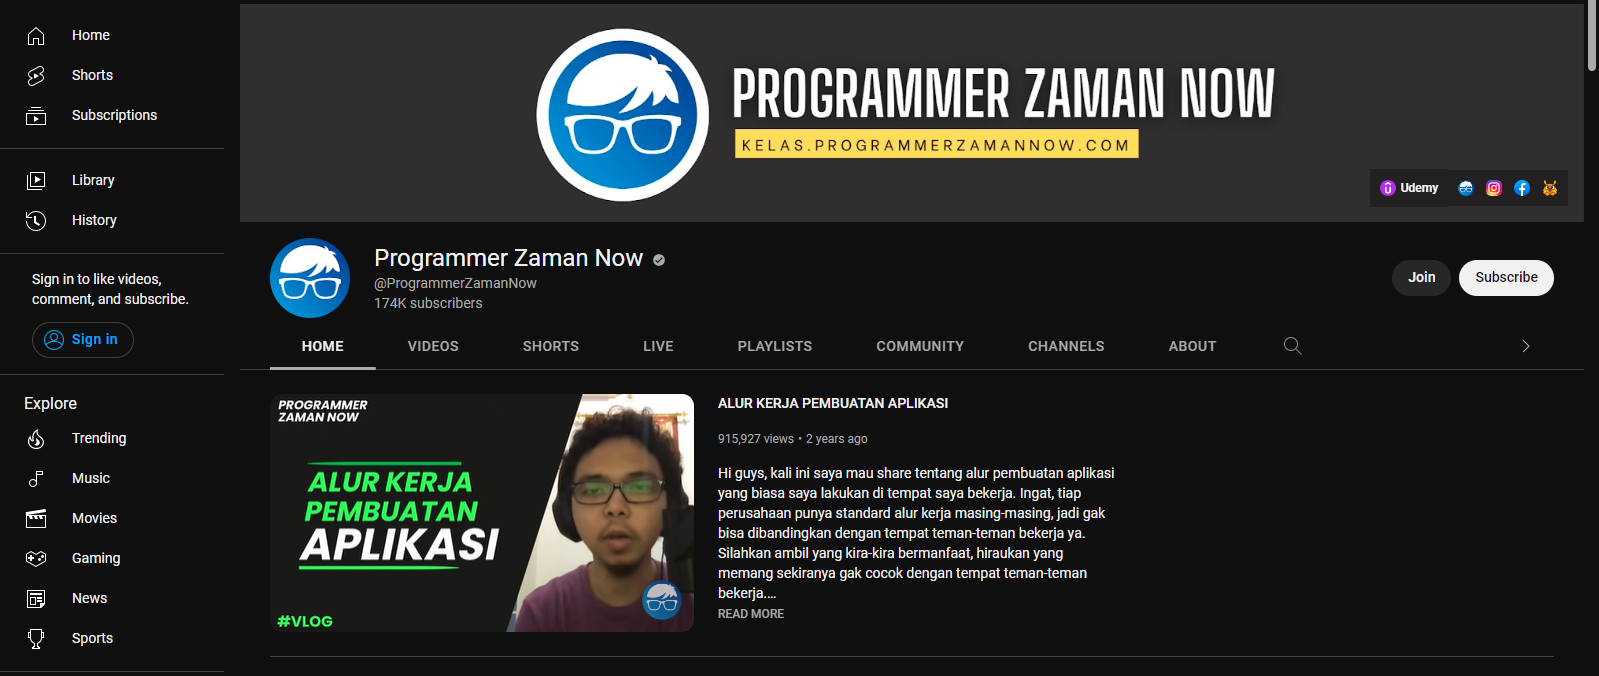 Home
Shorts
Subscriptions
Library
History
Sign in to like videos,
comment, and subscribe.
Sign in
Explore
Trending
Music
Movies
Gaming
News
Sports
PROGRAMMER ZAMAN NOW
KELAS.PROGRAMMERZAMANNOW.COM
Udemy
Programmer Zaman Now
@ProgrammerZamanNow
174K subscribers
Join
Subscribe
HOME
VIDEOS
SHORTS
LIVE
PLAYLISTS
COMMUNITY
CHANNELS
ABOUT
PROGRAMMER
ZAMAN NOW
ALUR KERJA
PEMBUATAN
APLIKASI
#VLOG
ALUR KERJA PEMBUATAN APLIKASI
915,927 views • 2 years ago
Hi guys, kali ini saya mau share tentang alur pembuatan aplikasi
yang biasa saya lakukan di tempat saya bekerja. Ingat, tiap
perusahaan punya standard alur kerja masing-masing, jadi gak
bisa dibandingkan dengan tempat teman-teman bekerja ya.
Silahkan ambil yang kira-kira bermanfaat, hiraukan yang
memang sekiranya gak cocok dengan tempat teman-teman
bekerja....
READ MORE